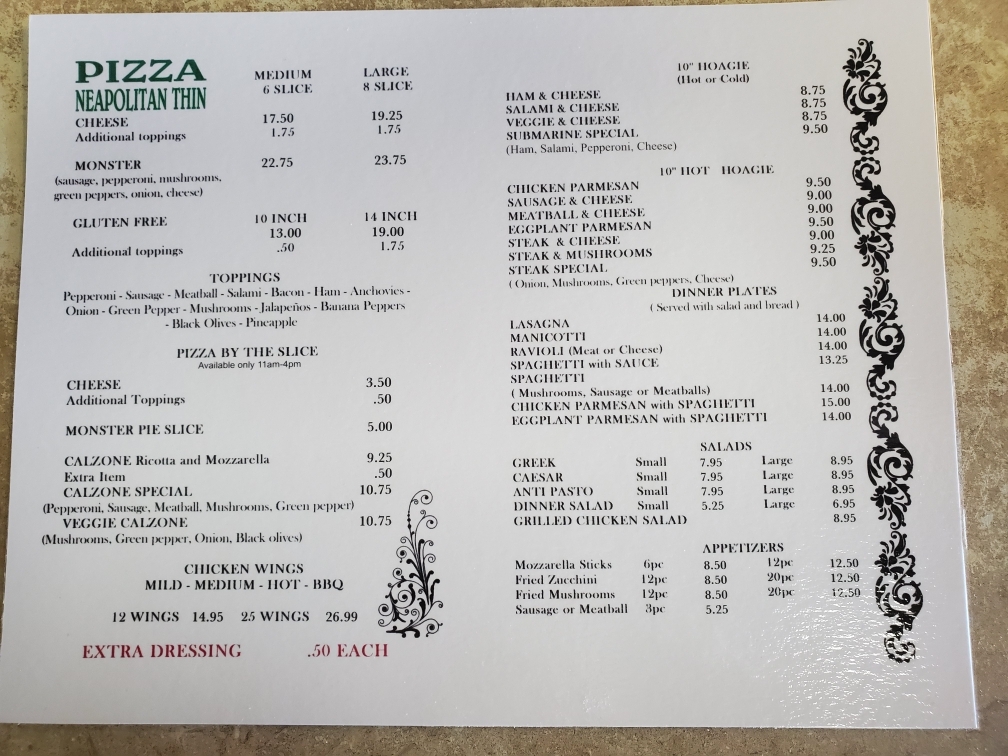 PIZZA
NEAPOLITAN THIN
MEDIUM LARGE
6 SLICE 8 SLICE
CHEESE 17.50 19.25
Additional toppings 1.75 1.75
MONSTER 22.75 23.75
(sausage, pepperoni, mushrooms,
green peppers, onion, cheese)
GLUTEN FREE 10 INCH 14 INCH
13.00 19.00
Additional toppings .50 1.75
TOPPINGS
Pepperoni - Sausage - Meatball - Salami - Bacon - Ham - Anchovies -
Onion - Green Pepper - Mushrooms - Jalapeños - Banana Peppers
- Black Olives - Pineapple
PIZZA BY THE SLICE
Available only 11am-4pm
CHEESE 3.50
Additional Toppings .50
MONSTER PIE SLICE 5.00
CALZONE Ricotta and Mozzarella 9.25
Extra Item .50
CALZONE SPECIAL 10.75
(Pepperoni, Sausage, Meatball, Mushrooms, Green pepper)
VEGGIE CALZONE 10.75
(Mushrooms, Green pepper, Onion, Black olives)
CHICKEN WINGS
MILD - MEDIUM - HOT - BBQ
12 WINGS 14.95 25 WINGS 26.99
EXTRA DRESSING .50 EACH
10" HOAGIE
(Hot or Cold)
HAM & CHEESE 8.75
SALAMI & CHEESE 8.75
VEGGIE & CHEESE 8.75
SUBMARINE SPECIAL 9.50
(Ham, Salami, Pepperoni, Cheese)
10" HOT HOAGIE
CHICKEN PARMESAN 9.50
SAUSAGE & CHEESE 9.00
MEATBALL & CHEESE 9.00
EGGPLANT PARMESAN 9.50
STEAK & CHEESE 9.00
STEAK & MUSHROOMS 9.25
STEAK SPECIAL 9.50
( Onion, Mushrooms, Green peppers, Cheese)
DINNER PLATES
( Served with salad and bread )
LASAGNA 14.00
MANICOTTI 14.00
RAVIOLI (Meat or Cheese) 14.00
SPAGHETTI with SAUCE 13.25
SPAGHETTI
( Mushrooms, Sausage or Meatballs) 14.00
CHICKEN PARMESAN with SPAGHETTI 15.00
EGGPLANT PARMESAN with SPAGHETTI 14.00
SALADS
GREEK Small 7.95 Large 8.95
CAESAR Small 7.95 Large 8.95
ANTI PASTO Small 7.95 Large 8.95
DINNER SALAD Small 5.25 Large 6.95
GRILLED CHICKEN SALAD 8.95
APPETIZERS
Mozzarella Sticks 6pc 8.50 12pc 12.50
Fried Zucchini 12pc 8.50 20pc 12.50
Fried Mushrooms 12pc 8.50 20pc 12.50
Sausage or Meatball 3pc 5.25